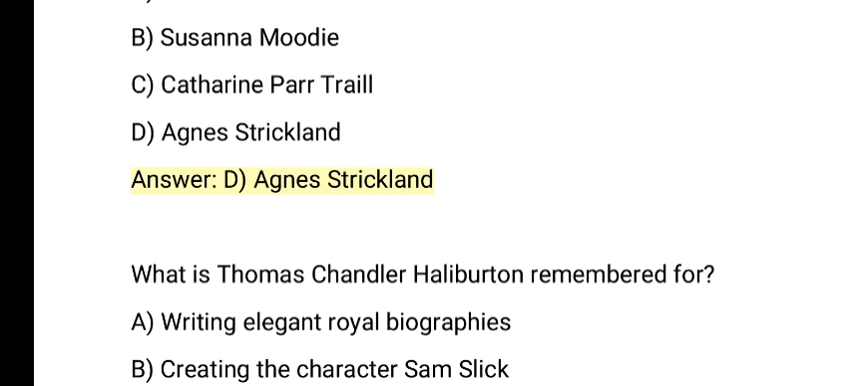 B) Susanna Moodie
C) Catharine Parr Traill
D) Agnes Strickland
Answer: D) Agnes Strickland
What is Thomas Chandler Haliburton remembered for?
A) Writing elegant royal biographies
B) Creating the character Sam Slick